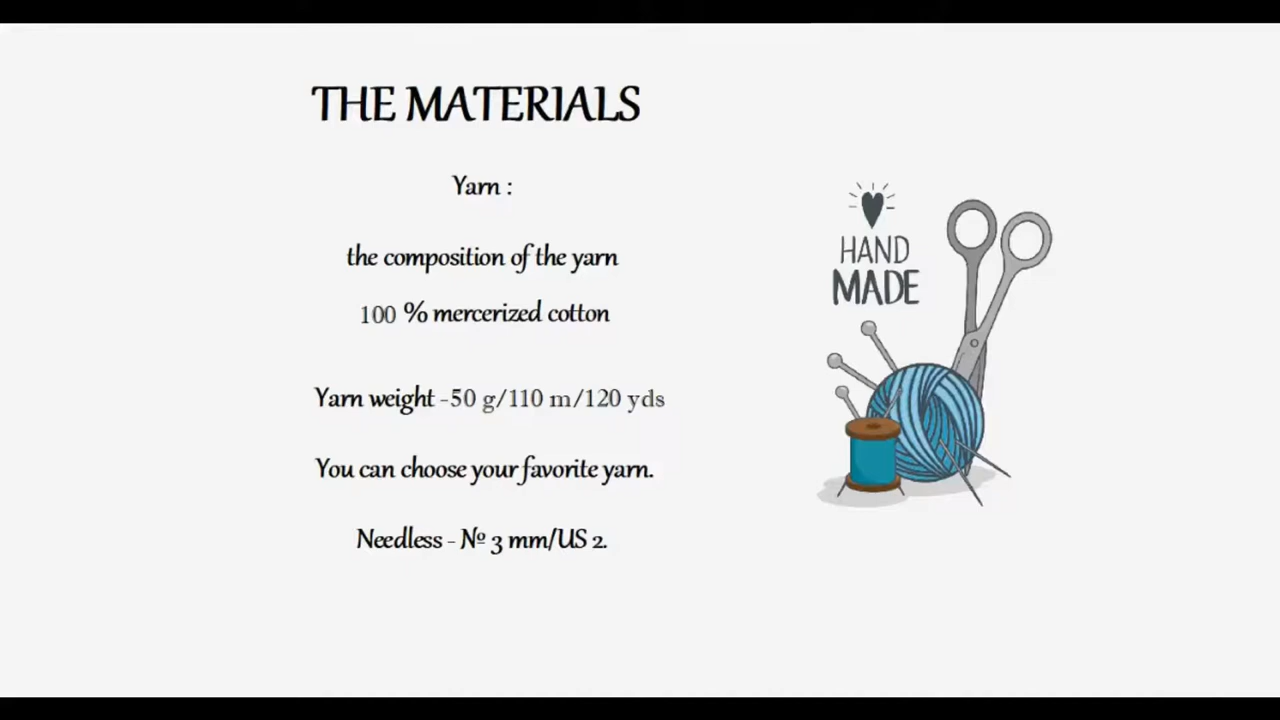 THE MATERIALS
Yarn :
the composition of the yarn
100 % mercerized cotton
Yarn weight -50 g/110 m/120 yds
You can choose your favorite yarn.
Needless - № 3 mm/US 2.
HAND
MADE